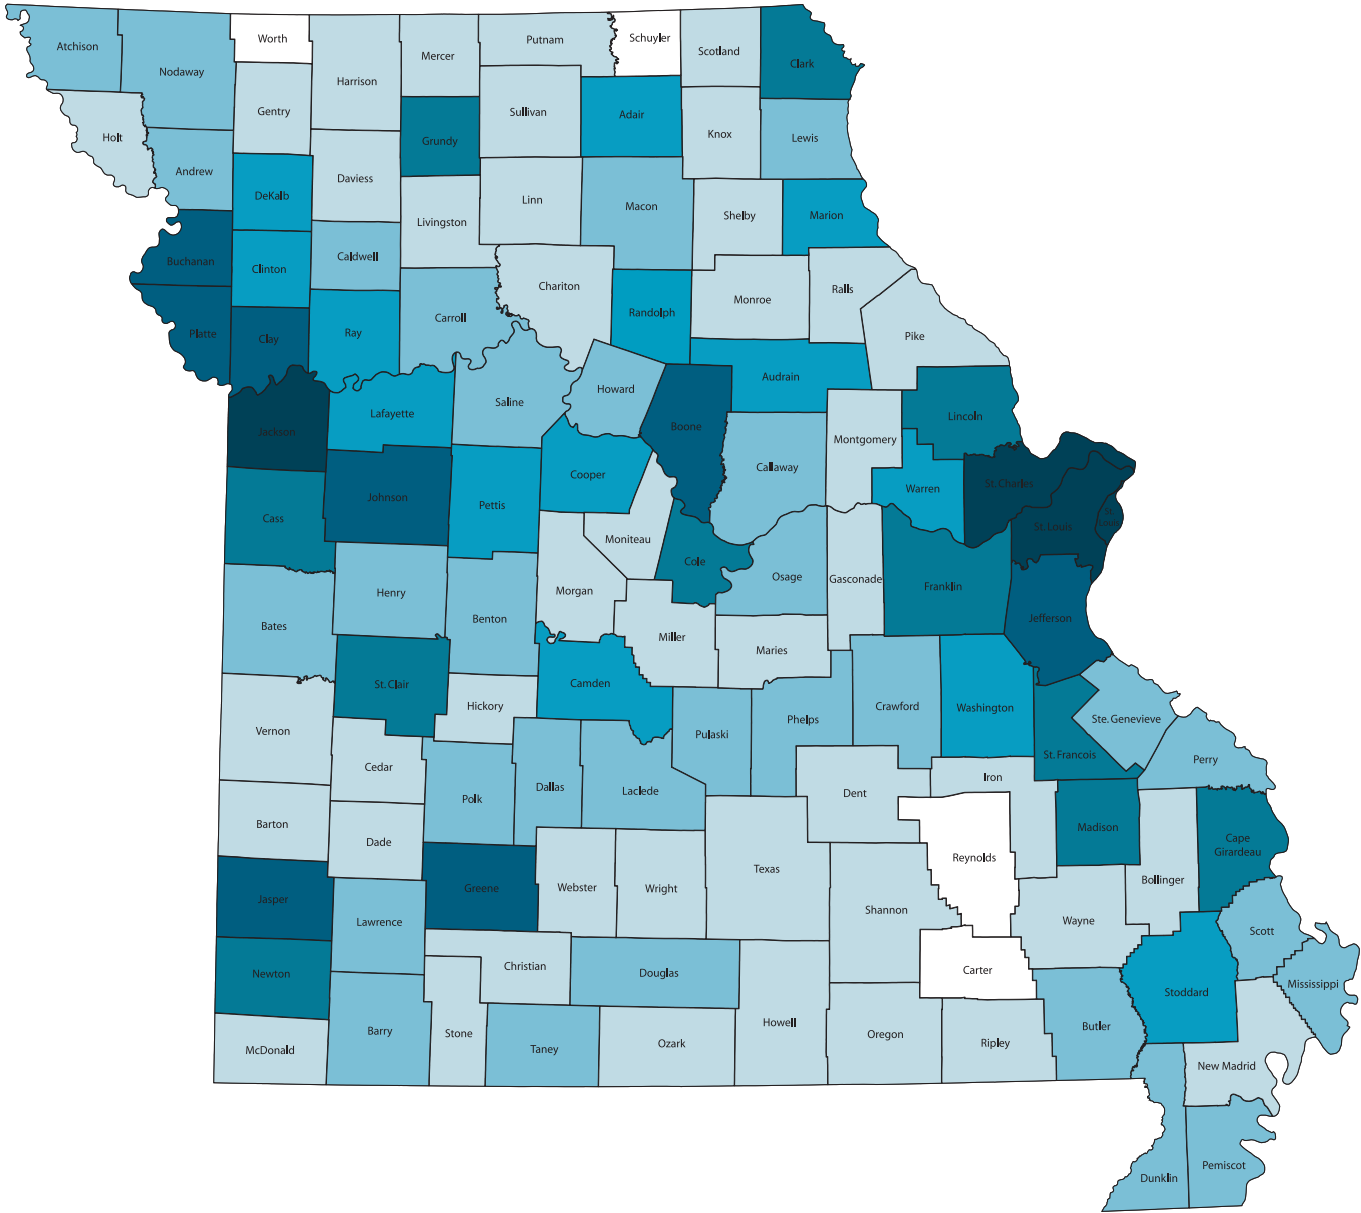 Atchison
Nodaway
Worth
Harrison
Mercer
Putnam
Schuyler
Scotland
Clark
Gentry
Holt
Andrew
DeKalb
Daviess
Grundy
Sullivan
Adair
Knox
Lewis
Livingston
Linn
Macon
Shelby
Marion
Buchanan
Clinton
Caldwell
Chariton
Randolph
Monroe
Ralls
Pike
Platte
Clay
Ray
Carroll
Audrain
Howard
Saline
Lafayette
Jackson
Boone
Lincoln
Montgomery
Callaway
Cooper
Warren
St. Charles
St. Louis
St.
Louis
Johnson
Pettis
Cass
Moniteau
Cole
Osage
Gasconade
Franklin
Morgan
Henry
Benton
Bates
Jefferson
Miller
Maries
St. Clair
Camden
Hickory
Vernon
Pulaski
Phelps
Crawford
Washington
Ste. Genevieve
St. Francois
Perry
Cedar
Polk
Dallas
Laclede
Dent
Iron
Barton
Dade
Madison
Cape
Girardeau
Reynolds
Texas
Bollinger
Jasper
Greene
Webster
Wright
Lawrence
Shannon
Wayne
Scott
Newton
Christian
Douglas
Carter
Stoddard
Mississippi
McDonald
Barry
Stone
Taney
Ozark
Howell
Oregon
Ripley
Butler
New Madrid
Dunklin
Pemiscot